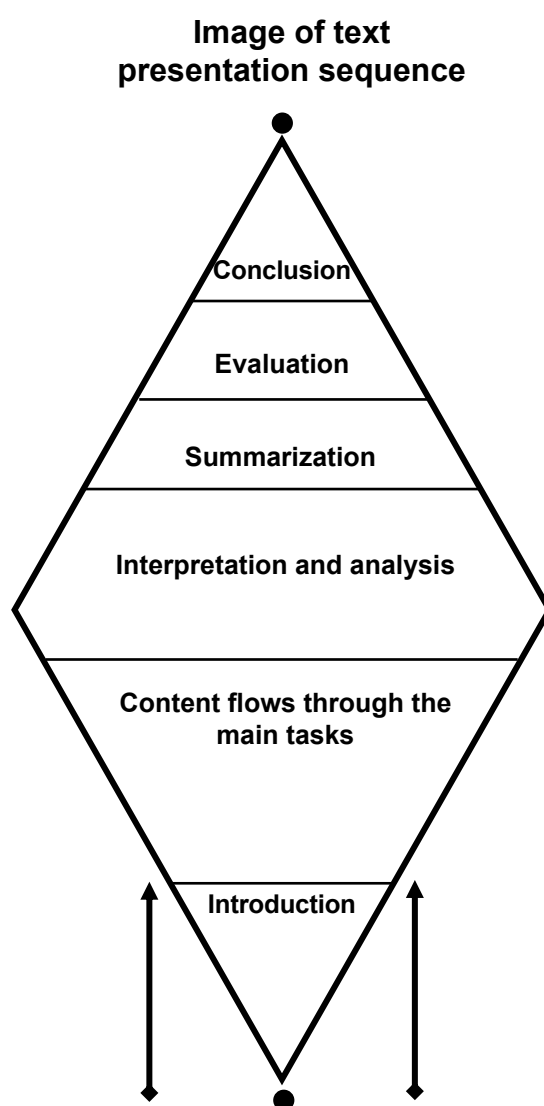 Image of text
presentation sequence
Conclusion
Evaluation
Summarization
Interpretation and analysis
Content flows through the
main tasks
Introduction